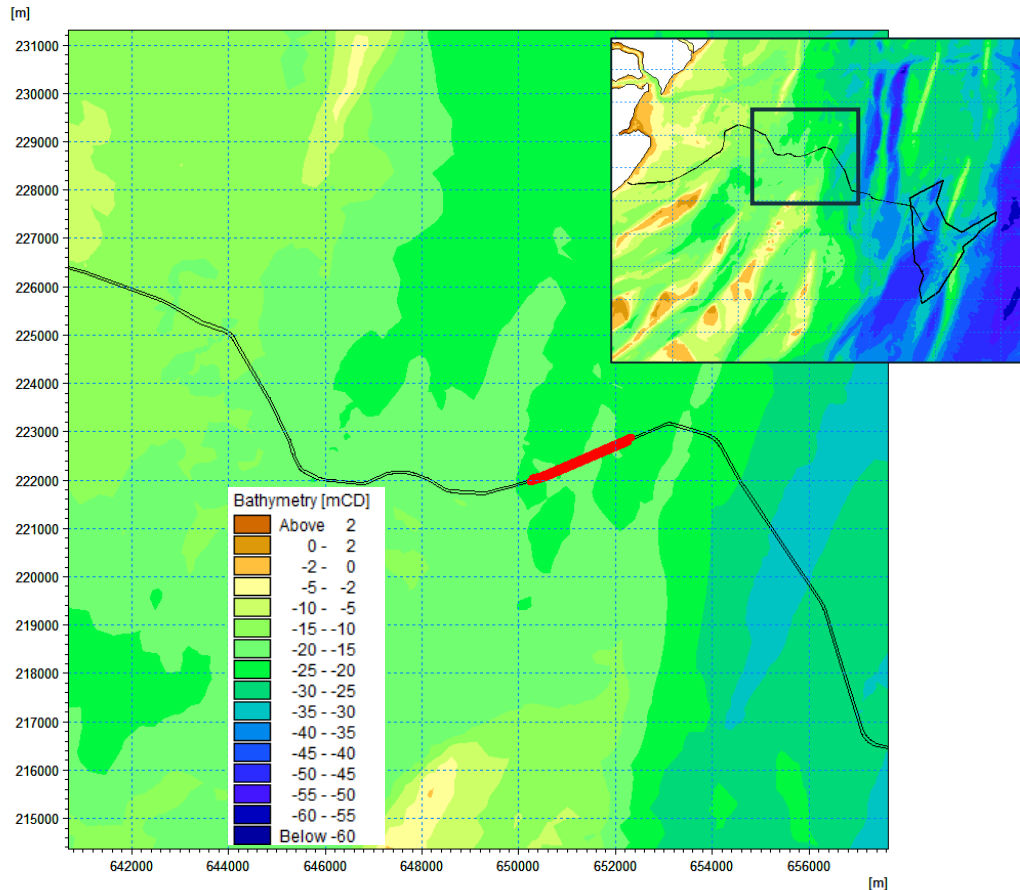 [m]
231000
230000
229000
228000
227000
226000
225000
224000
223000
222000
221000
220000
219000
218000
217000
216000
215000
Bathymetry [mCD]
Above 2
0 - 2
-2 - 0
-5 - -2
-10 - -5
-15 - -10
-20 - -15
-25 - -20
-30 - -25
-35 - -30
-40 - -35
-45 - -40
-50 - -45
-55 - -50
-60 - -55
Below -60
642000 644000 646000 648000 650000 652000 654000 656000
[m]